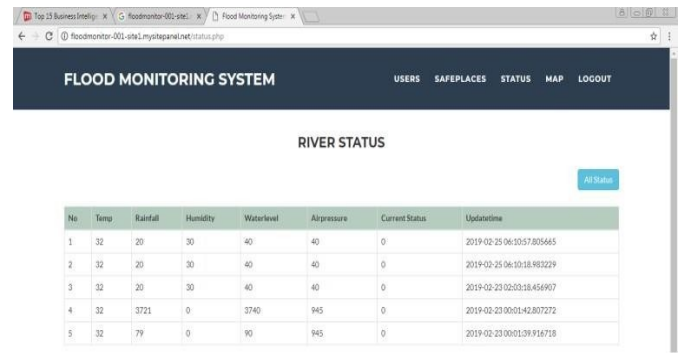 Top 15 Business Intellige floodmonitor-001-site1. Flood Monitoring System
floodmonitor-001-site1.mysitepanel.net/status.php
FLOOD MONITORING SYSTEM USERS SAFEPLACES STATUS MAP LOGOUT
RIVER STATUS
All Status
No Temp Rainfall Humidity Waterlevel Airpressure Current Status Updatetime
1 32 20 30 40 40 0 2019-02-25 06:10:57.805665
2 32 20 30 40 40 0 2019-02-25 06:10:18.983229
3 32 20 30 40 40 0 2019-02-23 02:03:18.456907
4 32 3721 0 3740 945 0 2019-02-23 00:01:42.807272
5 32 79 0 90 945 0 2019-02-23 00:01:39.916718